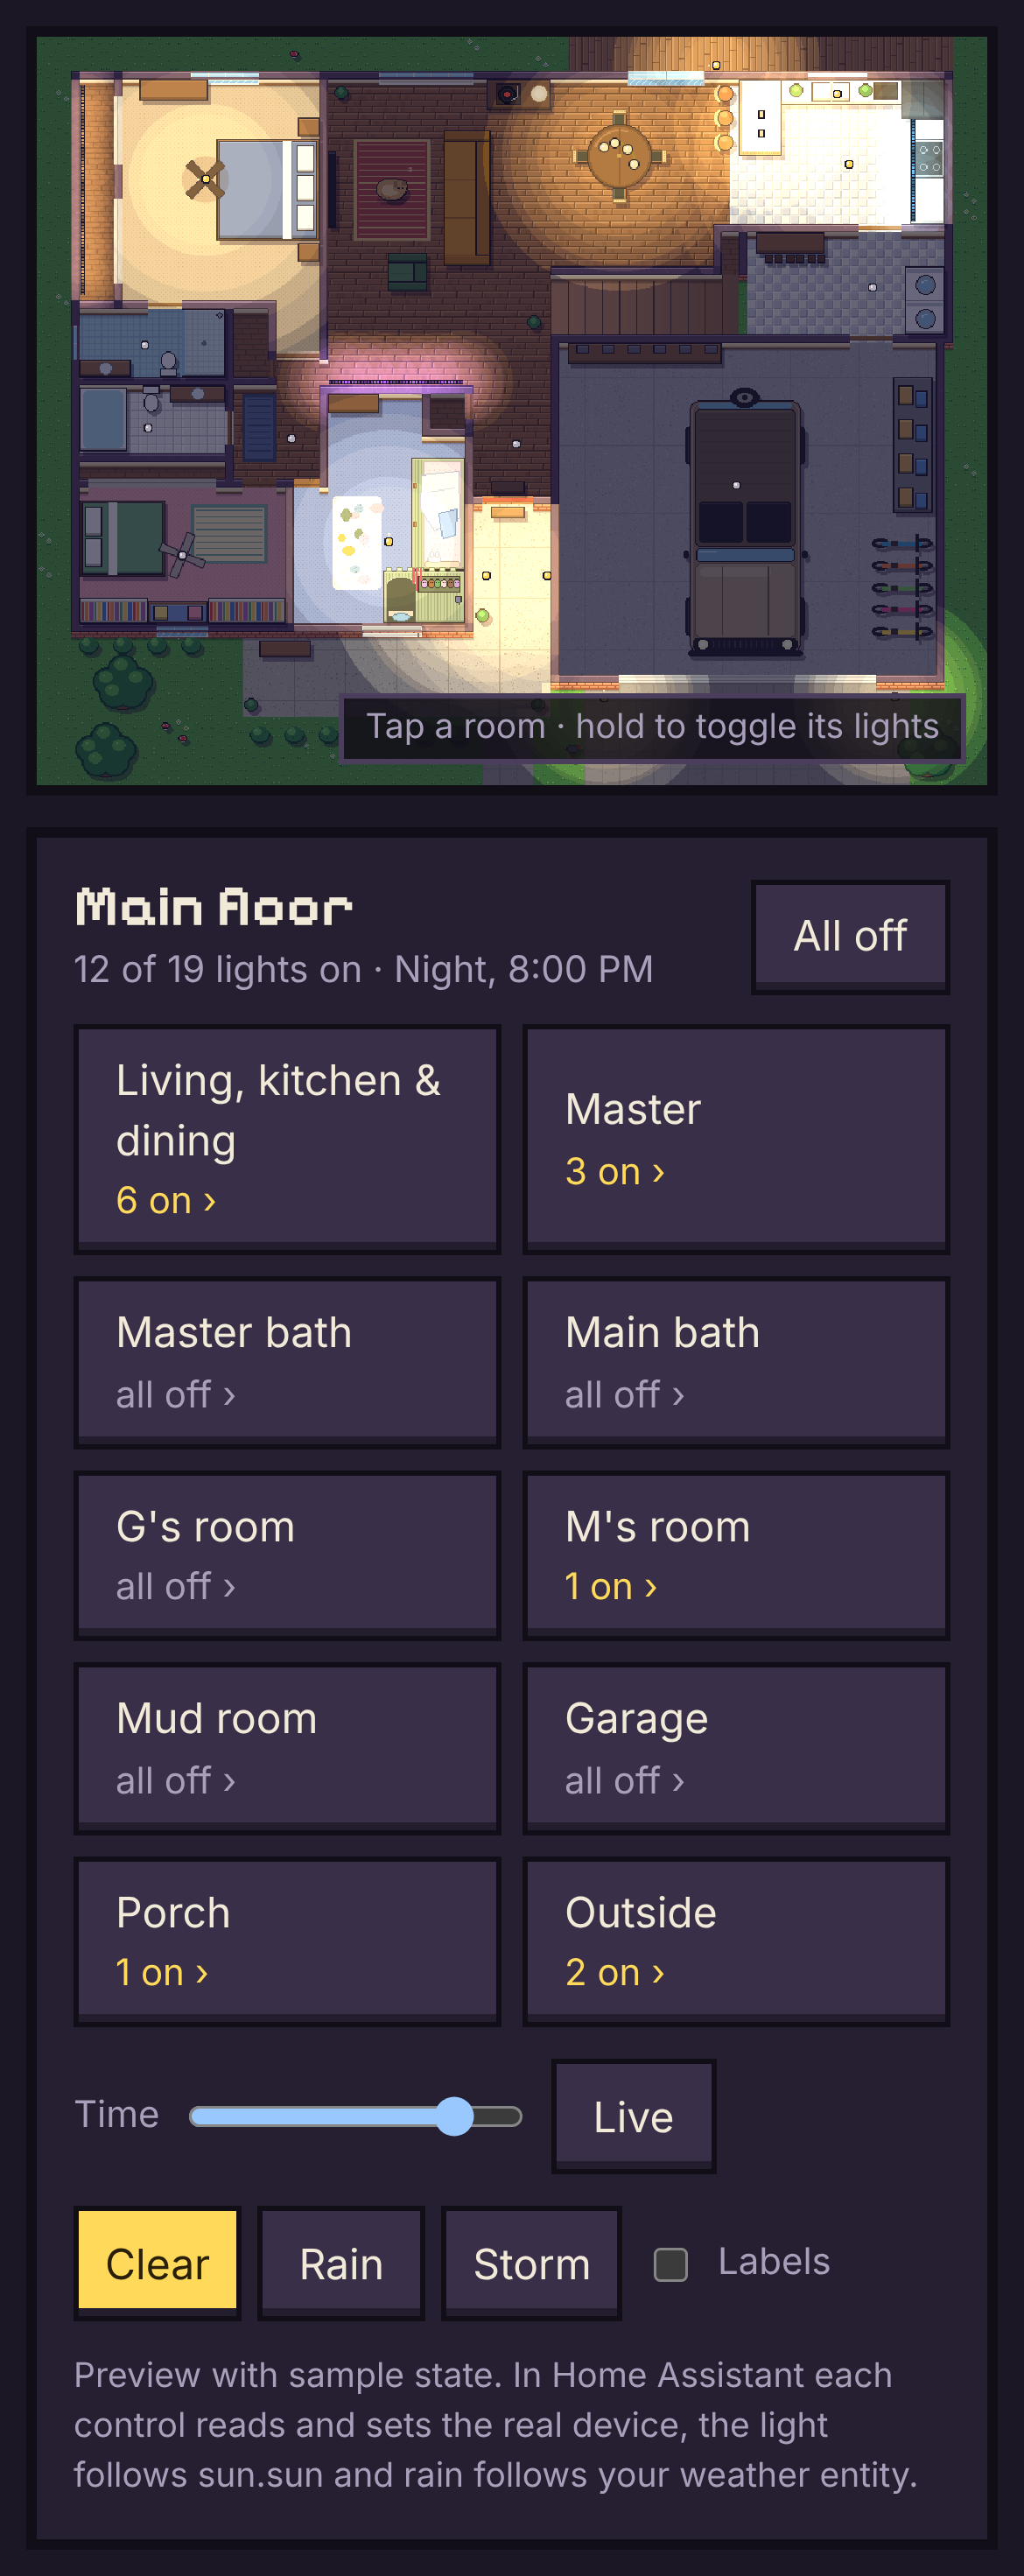 Tap a room · hold to toggle its lights
Main floor
All off
12 of 19 lights on · Night, 8:00 PM
Living, kitchen &
dining
6 on ›
Master
3 on ›
Master bath
all off ›
Main bath
all off ›
G's room
all off ›
M's room
1 on ›
Mud room
all off ›
Garage
all off ›
Porch
1 on ›
Outside
2 on ›
Time
Live
Clear
Rain
Storm
Labels
Preview with sample state. In Home Assistant each
control reads and sets the real device, the light
follows sun.sun and rain follows your weather entity.